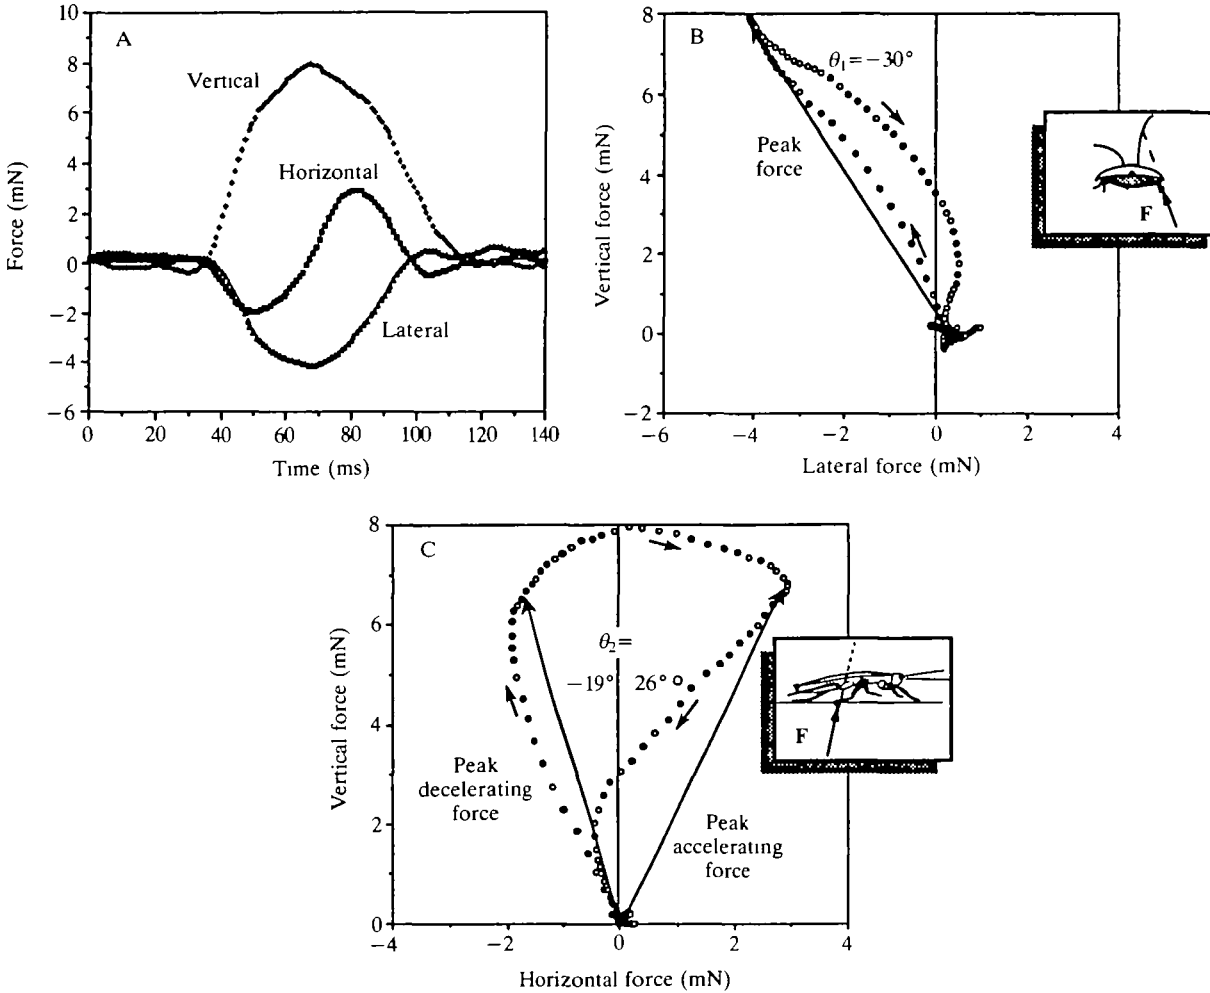 A
10
8
6
4
2
0
−2
−4
−6
Force (mN)
Vertical
Horizontal
Lateral
0 20 40 60 80 100 120 140
Time (ms)
B
8
6
4
2
0
−2
Vertical force (mN)
θ1=−30°
Peak
force
F
−6 −4 −2 0 2 4
Lateral force (mN)
C
8
6
4
2
0
Vertical force (mN)
θ2=
−19° 26°
Peak
decelerating
force
Peak
accelerating
force
F
−4 −2 0 2 4
Horizontal force (mN)